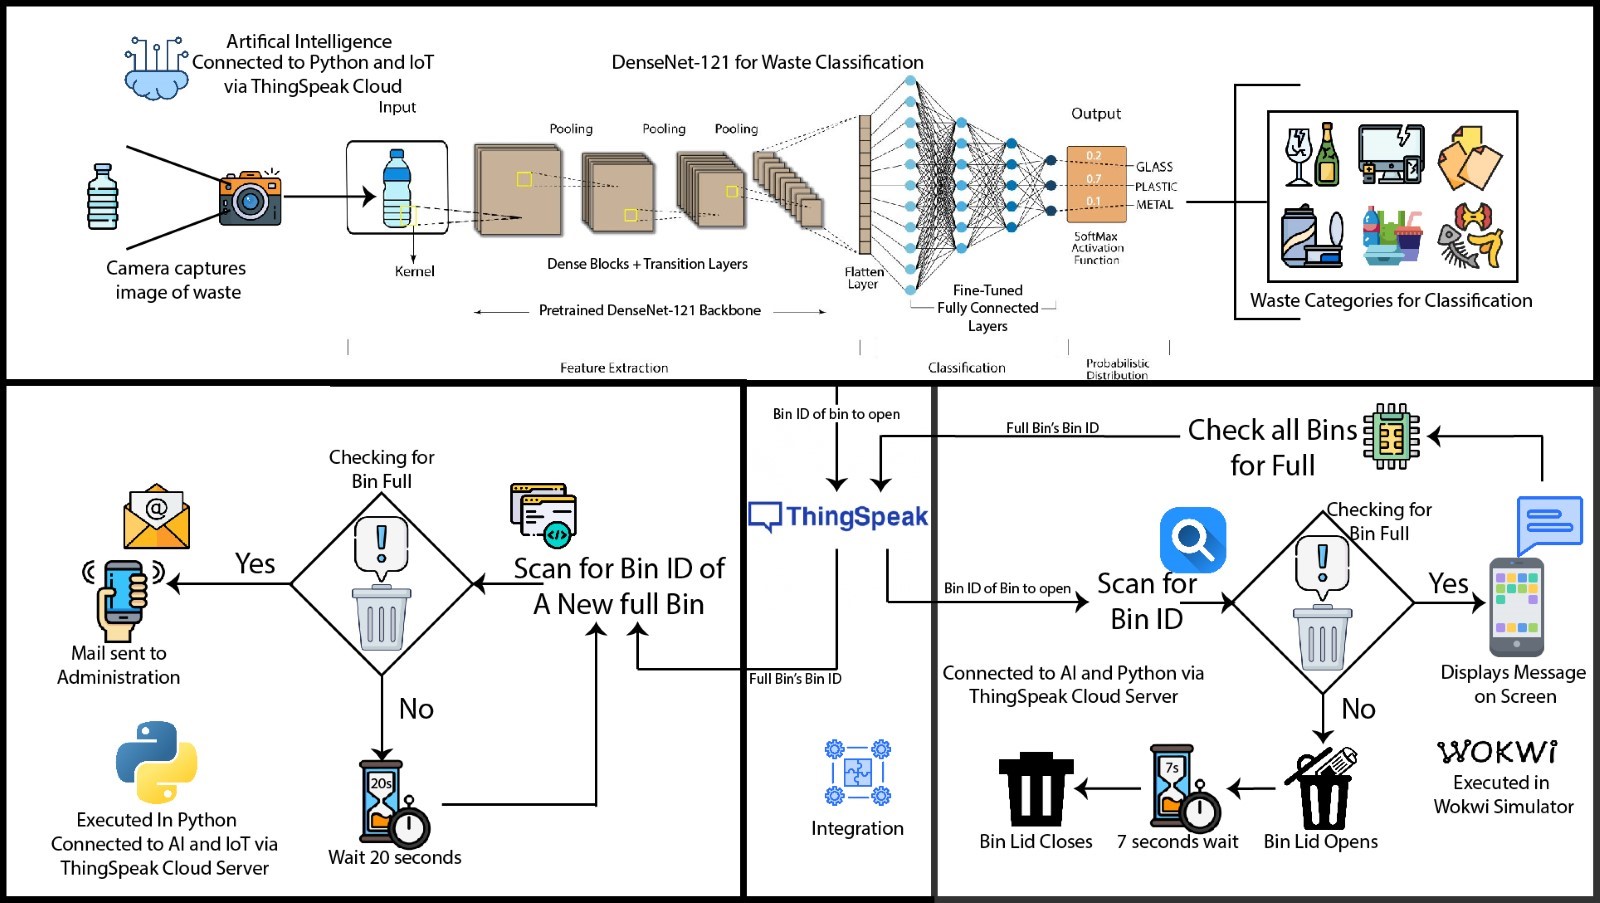 Artifical Intelligence
Connected to Python and IoT
via ThingSpeak Cloud
Input
DenseNet-121 for Waste Classification
Pooling
Pooling
Pooling
Output
0.2
0.7
0.1
GLASS
PLASTIC
METAL
SoftMax
Activation
Function
Camera captures
image of waste
Kernel
Dense Blocks + Transition Layers
Flatten
Layer
Fine-Tuned
Fully Connected
Layers
Pretrained DenseNet-121 Backbone
Waste Categories for Classification
Feature Extraction
Classification
Probabilistic
Distribution
Checking for
Bin Full
@
!
</>
Yes
Scan for Bin ID of
A New full Bin
Mail sent to
Administration
No
20s
Wait 20 seconds
Executed In Python
Connected to AI and IoT via
ThingSpeak Cloud Server
Bin ID of bin to open
ThingSpeak
Full Bin's Bin ID
Integration
Full Bin's Bin ID
Check all Bins
for Full
Bin ID of Bin to open
Scan for
Bin ID
Checking for
Bin Full
!
Yes
Displays Message
on Screen
Connected to AI and Python via
ThingSpeak Cloud Server
No
7s
Bin Lid Closes
7 seconds wait
Bin Lid Opens
WOKWi
Executed in
Wokwi Simulator